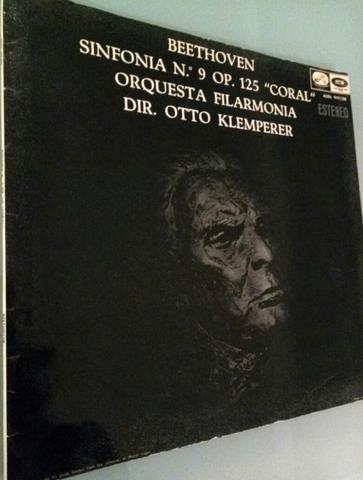 BEETHOVEN
SINFONIA N.º 9 OP. 125 "CORAL"
ORQUESTA FILARMONIA
DIR. OTTO KLEMPERER
ESTEREO